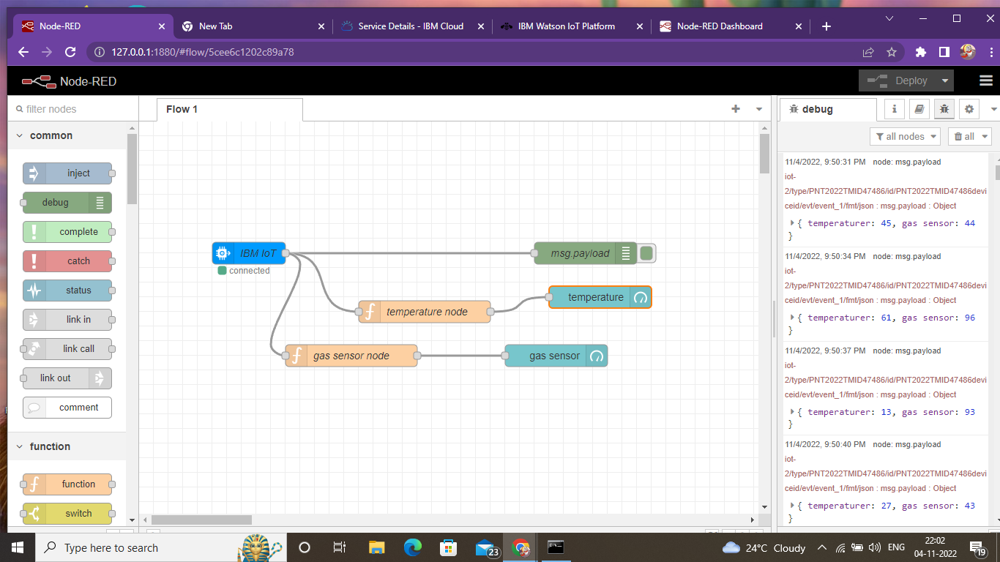 Node-RED
New Tab
Service Details - IBM Cloud
IBM Watson IoT Platform
Node-RED Dashboard
127.0.0.1:1880/#flow/5cee6c1202c89a78
Node-RED
Deploy
filter nodes
Flow 1
debug
i
common
all nodes
all
inject
debug
complete
catch
status
link in
link call
link out
comment
function
function
switch
IBM IoT
connected
msg.payload
temperature node
temperature
gas sensor node
gas sensor
11/4/2022, 9:50:31 PM node: msg.payload
iot-
2/type/PNT2022TMID47486/id/PNT2022TMID47486devi
ceid/evt/event_1/fmt/json : msg.payload : Object
{ temperaturer: 45, gas sensor: 44
}
11/4/2022, 9:50:34 PM node: msg.payload
iot-
2/type/PNT2022TMID47486/id/PNT2022TMID47486devi
ceid/evt/event_1/fmt/json : msg.payload : Object
{ temperaturer: 61, gas sensor: 96
}
11/4/2022, 9:50:37 PM node: msg.payload
iot-
2/type/PNT2022TMID47486/id/PNT2022TMID47486devi
ceid/evt/event_1/fmt/json : msg.payload : Object
{ temperaturer: 13, gas sensor: 93
}
11/4/2022, 9:50:40 PM node: msg.payload
iot-
2/type/PNT2022TMID47486/id/PNT2022TMID47486devi
ceid/evt/event_1/fmt/json : msg.payload : Object
{ temperaturer: 27, gas sensor: 43
}
Type here to search
23
24°C Cloudy
ENG
22:02
04-11-2022
19